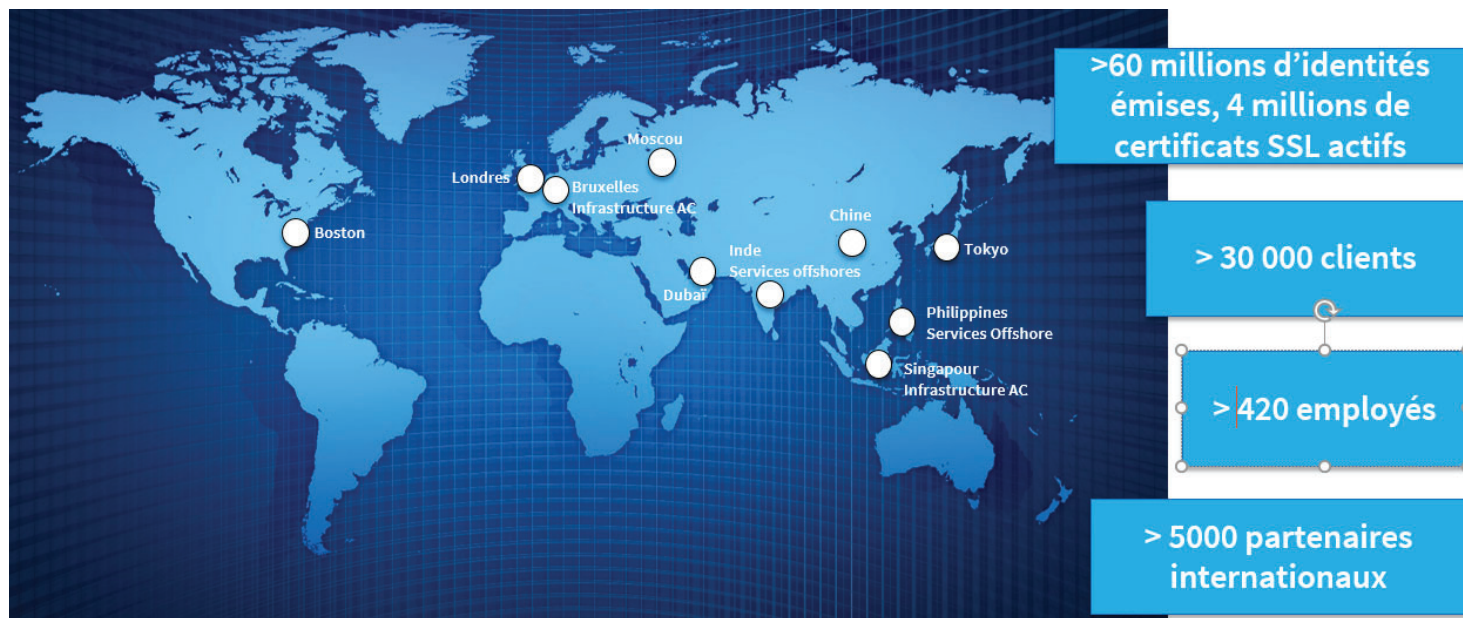 Moscou
Londres
Bruxelles
Infrastructure AC
Boston
Chine
Inde
Services offshores
Tokyo
Dubaï
Philippines
Services Offshore
Singapour
Infrastructure AC
>60 millions d’identités
émises, 4 millions de
certificats SSL actifs
> 30 000 clients
> 420 employés
> 5000 partenaires
internationaux